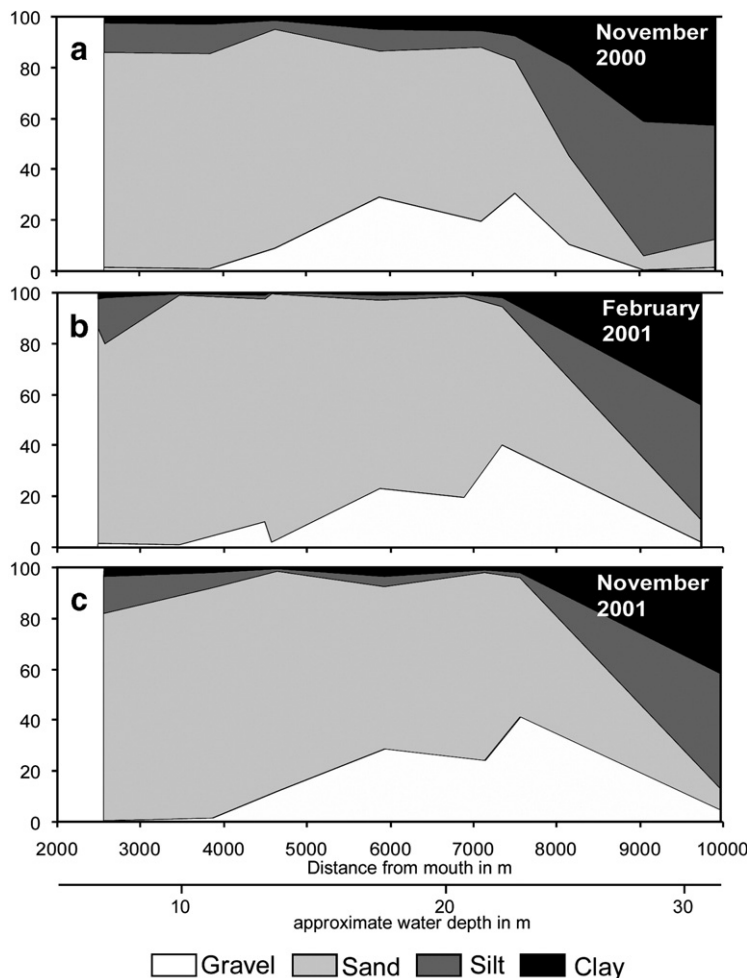 100
80
60
40
20
0
a
November
2000
100
80
60
40
20
0
b
February
2001
100
80
60
40
20
0
c
November
2001
2000 3000 4000 5000 6000 7000 8000 9000 10000
Distance from mouth in m
10 20 30
approximate water depth in m
Gravel Sand Silt Clay